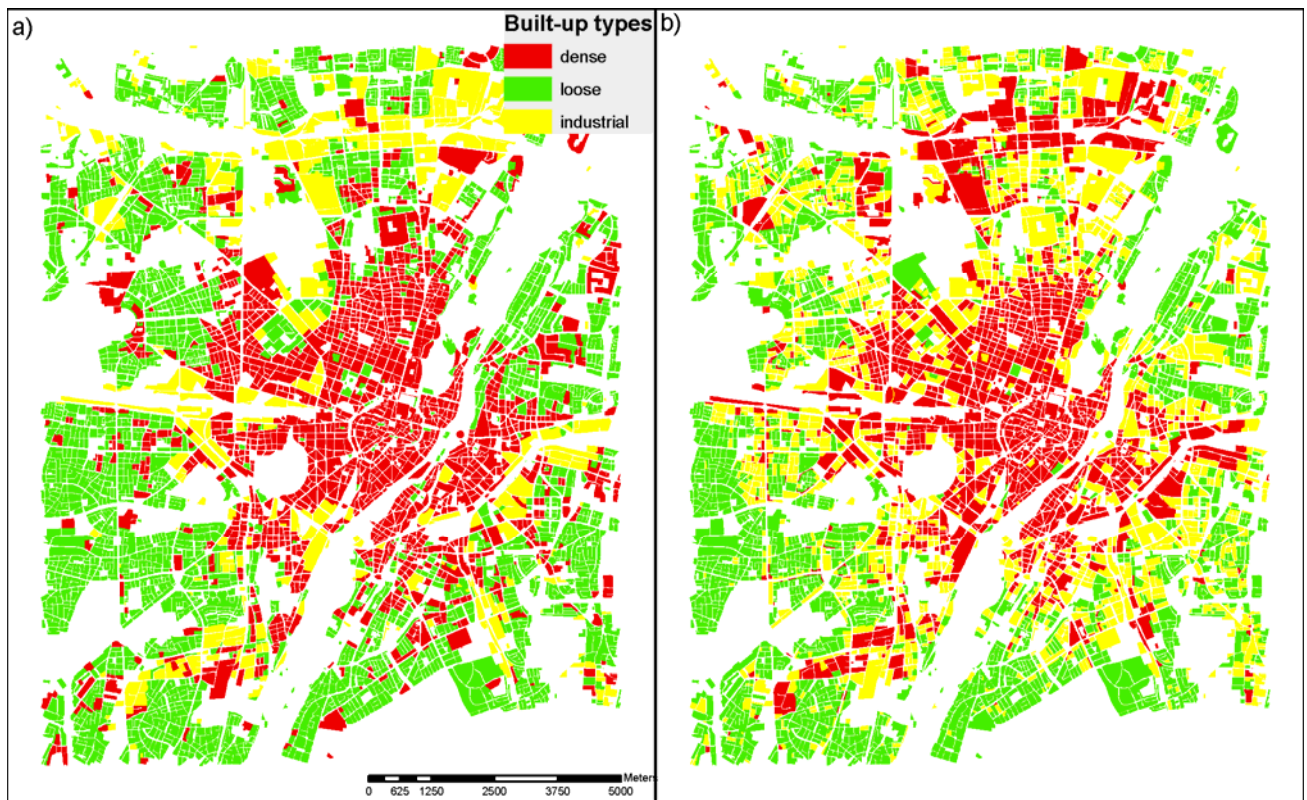 a)
Built-up types
dense
loose
industrial
b)
Meters
0 625 1250 2500 3750 5000